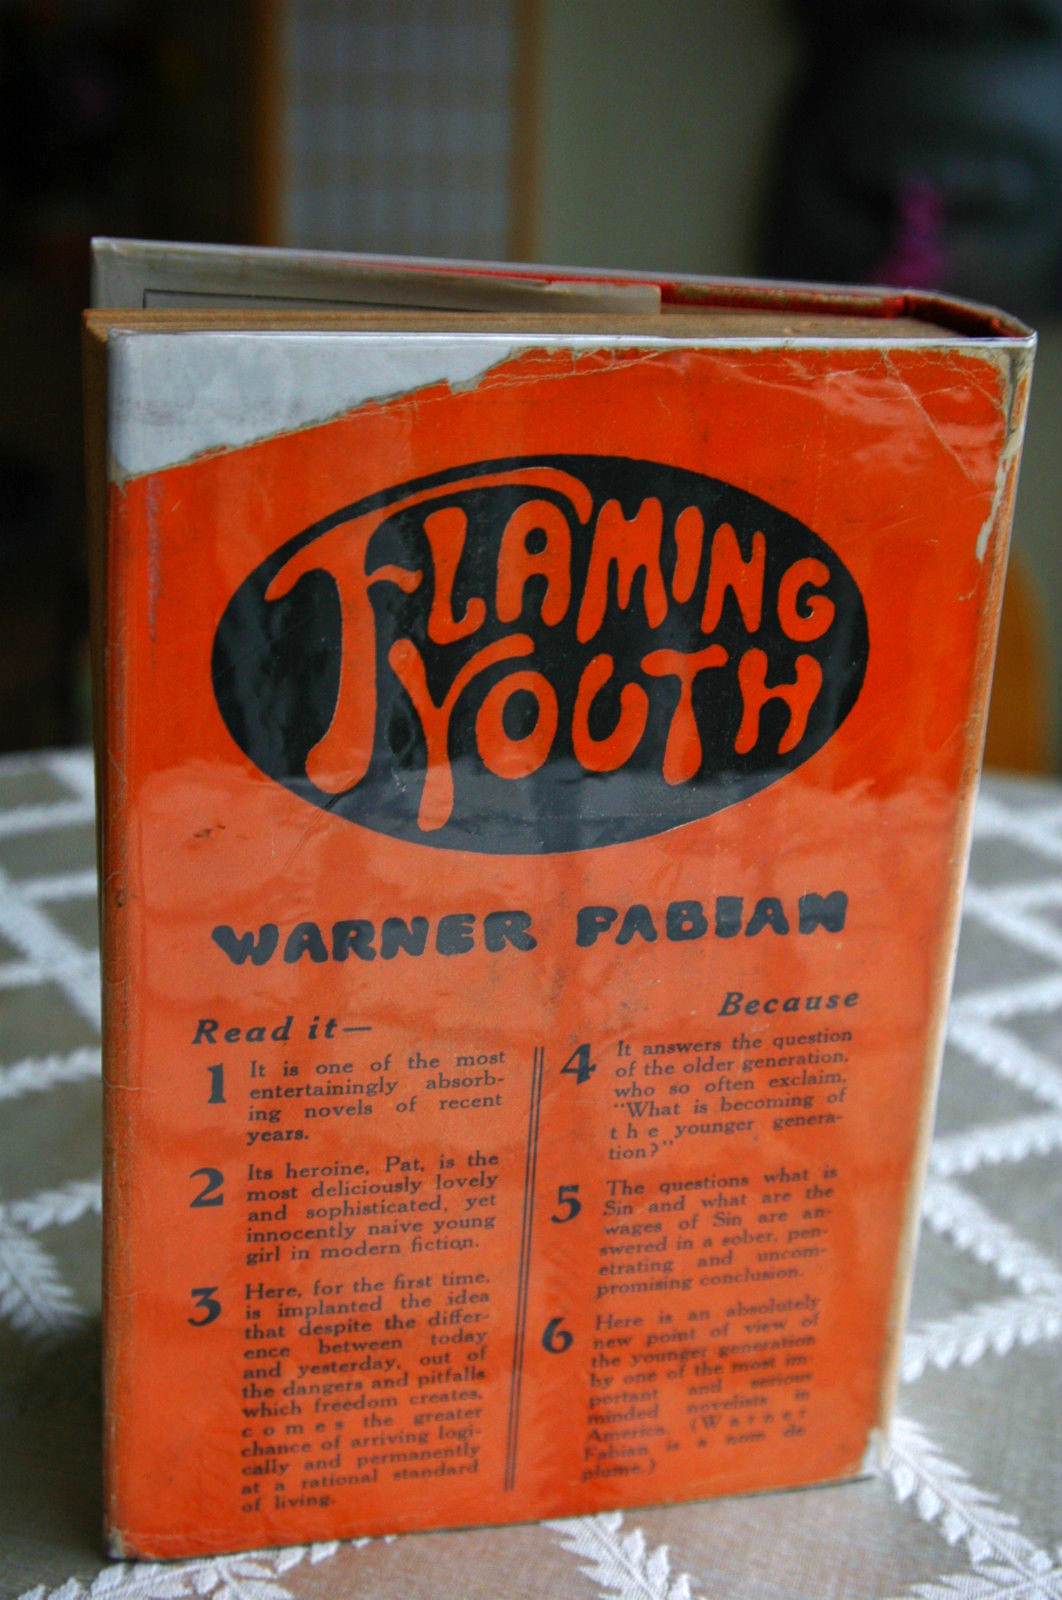 FLAMING
YOUTH
WARNER FABIAN
Read it—
1 It is one of the most
entertainingly absorb-
ing novels of recent
years.
2 Its heroine, Pat, is the
most deliciously lovely
and sophisticated, yet
innocently naive young
girl in modern fiction.
3 Here, for the first time,
is implanted the idea
that despite the differ-
ence between today
and yesterday, out of
the dangers and pitfalls
which freedom creates,
comes the greater
chance of arriving logi-
cally and permanently
at a rational standard
of living.
Because
4 It answers the question
of the older generation,
who so often exclaim,
"What is becoming of
the younger genera-
tion?"
5 The questions what is
Sin and what are the
wages of Sin are an-
swered in a sober, pen-
etrating and uncom-
promising conclusion.
6 Here is an absolutely
new point of view of
the younger generation
by one of the most im-
portant and serious
minded novelists in
America. (Warner
Fabian is a nom de
plume.)